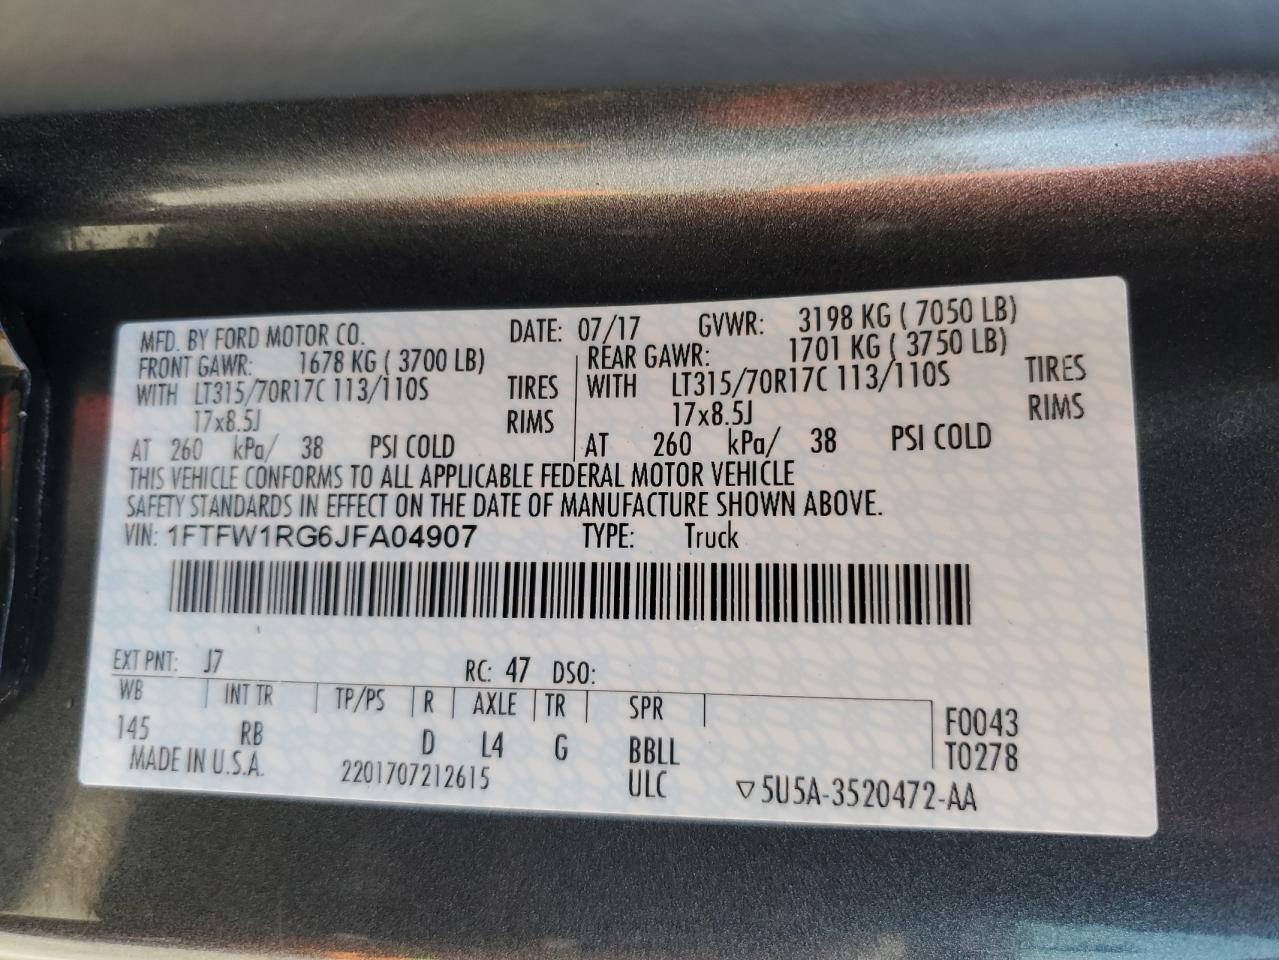 MFD. BY FORD MOTOR CO. DATE: 07/17 GVWR: 3198 KG ( 7050 LB)
FRONT GAWR: 1678 KG ( 3700 LB) REAR GAWR: 1701 KG ( 3750 LB)
WITH LT315/70R17C 113/110S TIRES WITH LT315/70R17C 113/110S TIRES
17x8.5J RIMS 17x8.5J RIMS
AT 260 kPa/ 38 PSI COLD AT 260 kPa/ 38 PSI COLD
THIS VEHICLE CONFORMS TO ALL APPLICABLE FEDERAL MOTOR VEHICLE
SAFETY STANDARDS IN EFFECT ON THE DATE OF MANUFACTURE SHOWN ABOVE.
VIN: 1FTFW1RG6JFA04907 TYPE: Truck
EXT PNT: J7 RC: 47 DSO:
WB INT TR TP/PS R AXLE TR SPR F0043
145 RB D L4 G BBLL T0278
MADE IN U.S.A. 2201707212615 ULC ▽5U5A-3520472-AA